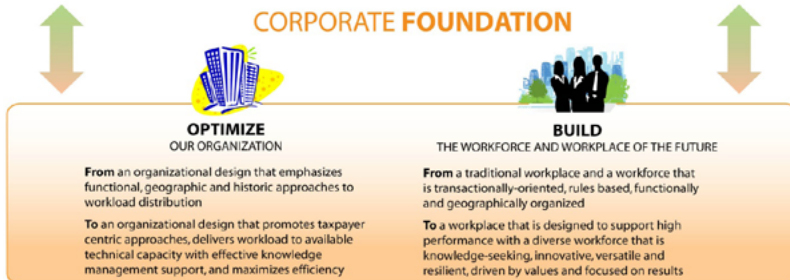 CORPORATE FOUNDATION
OPTIMIZE
OUR ORGANIZATION
From an organizational design that emphasizes
functional, geographic and historic approaches to
workload distribution
To an organizational design that promotes taxpayer
centric approaches, delivers workload to available
technical capacity with effective knowledge
management support, and maximizes efficiency
BUILD
THE WORKFORCE AND WORKPLACE OF THE FUTURE
From a traditional workplace and a workforce that
is transactionally-oriented, rules based, functionally
and geographically organized
To a workplace that is designed to support high
performance with a diverse workforce that is
knowledge-seeking, innovative, versatile and
resilient, driven by values and focused on results